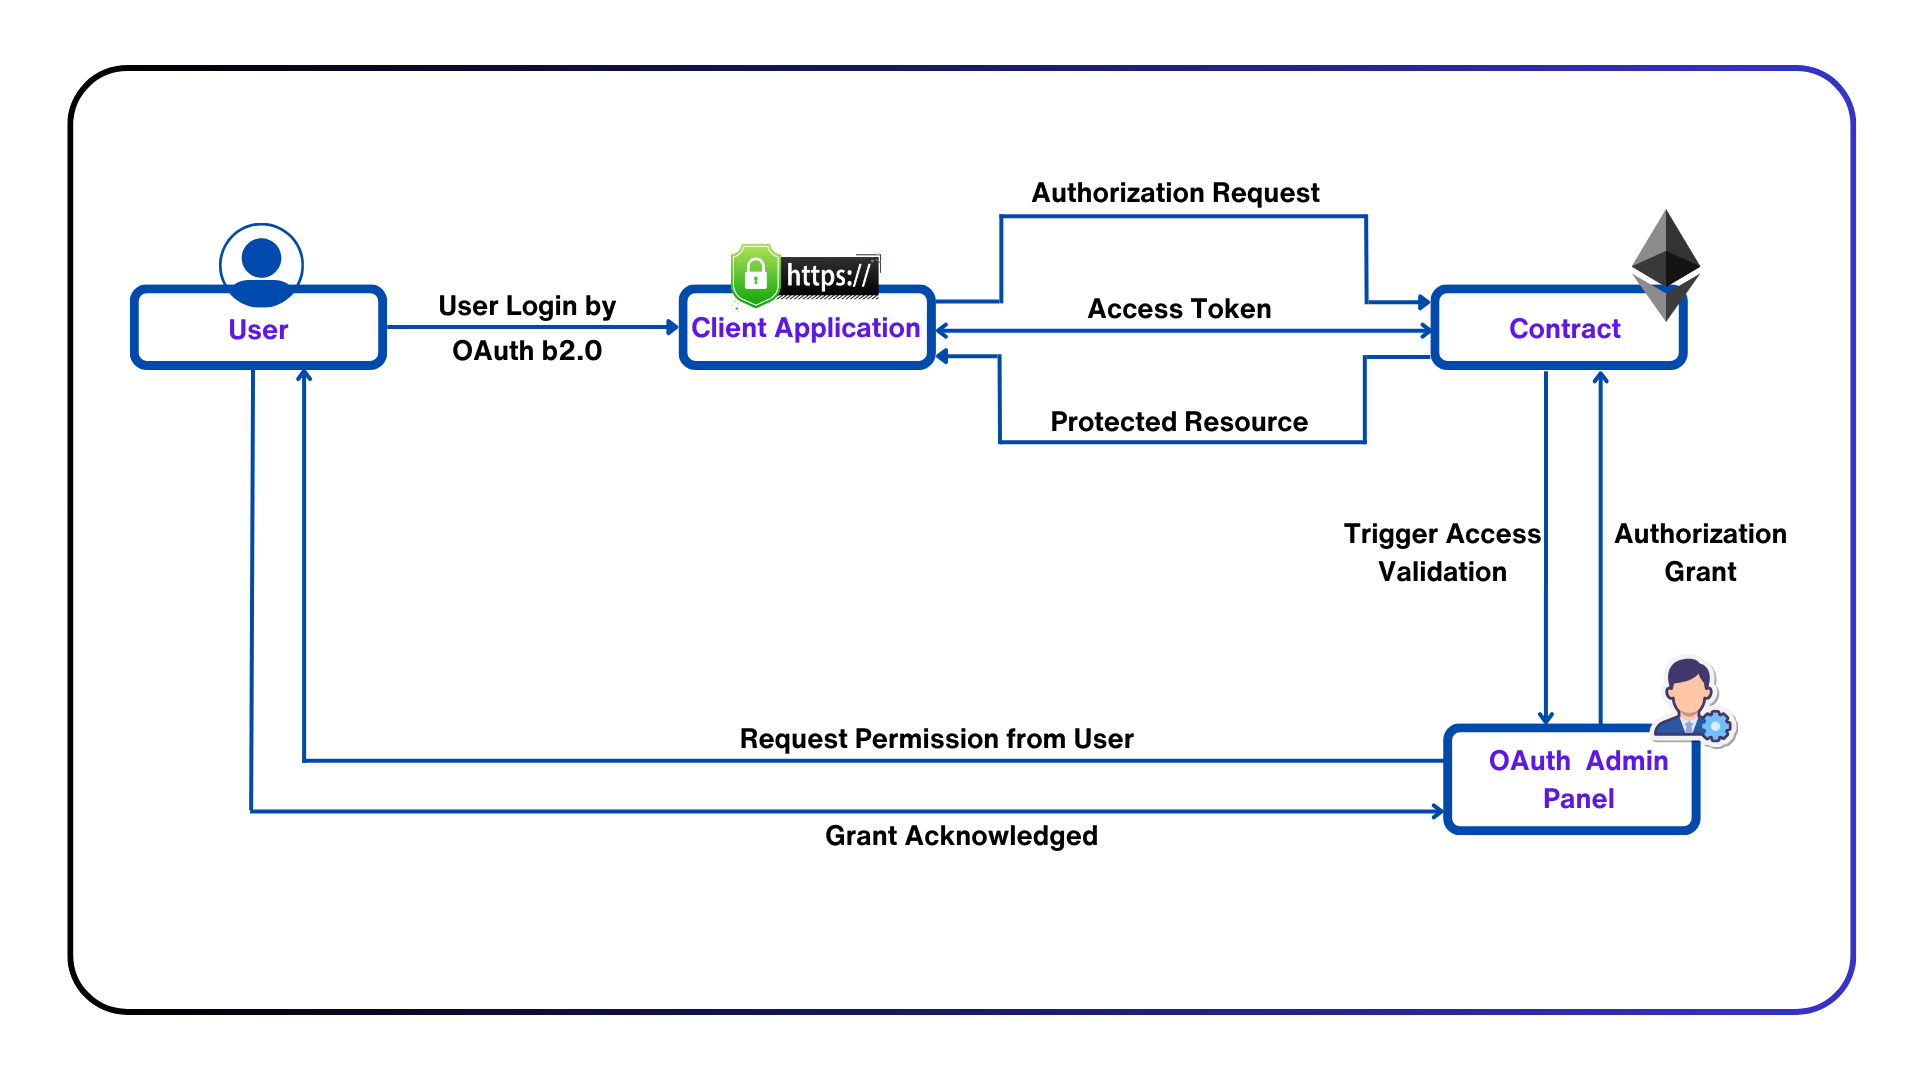 Authorization Request
https://
User Login by
OAuth b2.0
User
Client Application
Access Token
Contract
Protected Resource
Trigger Access
Validation
Authorization
Grant
Request Permission from User
OAuth  Admin
Panel
Grant Acknowledged